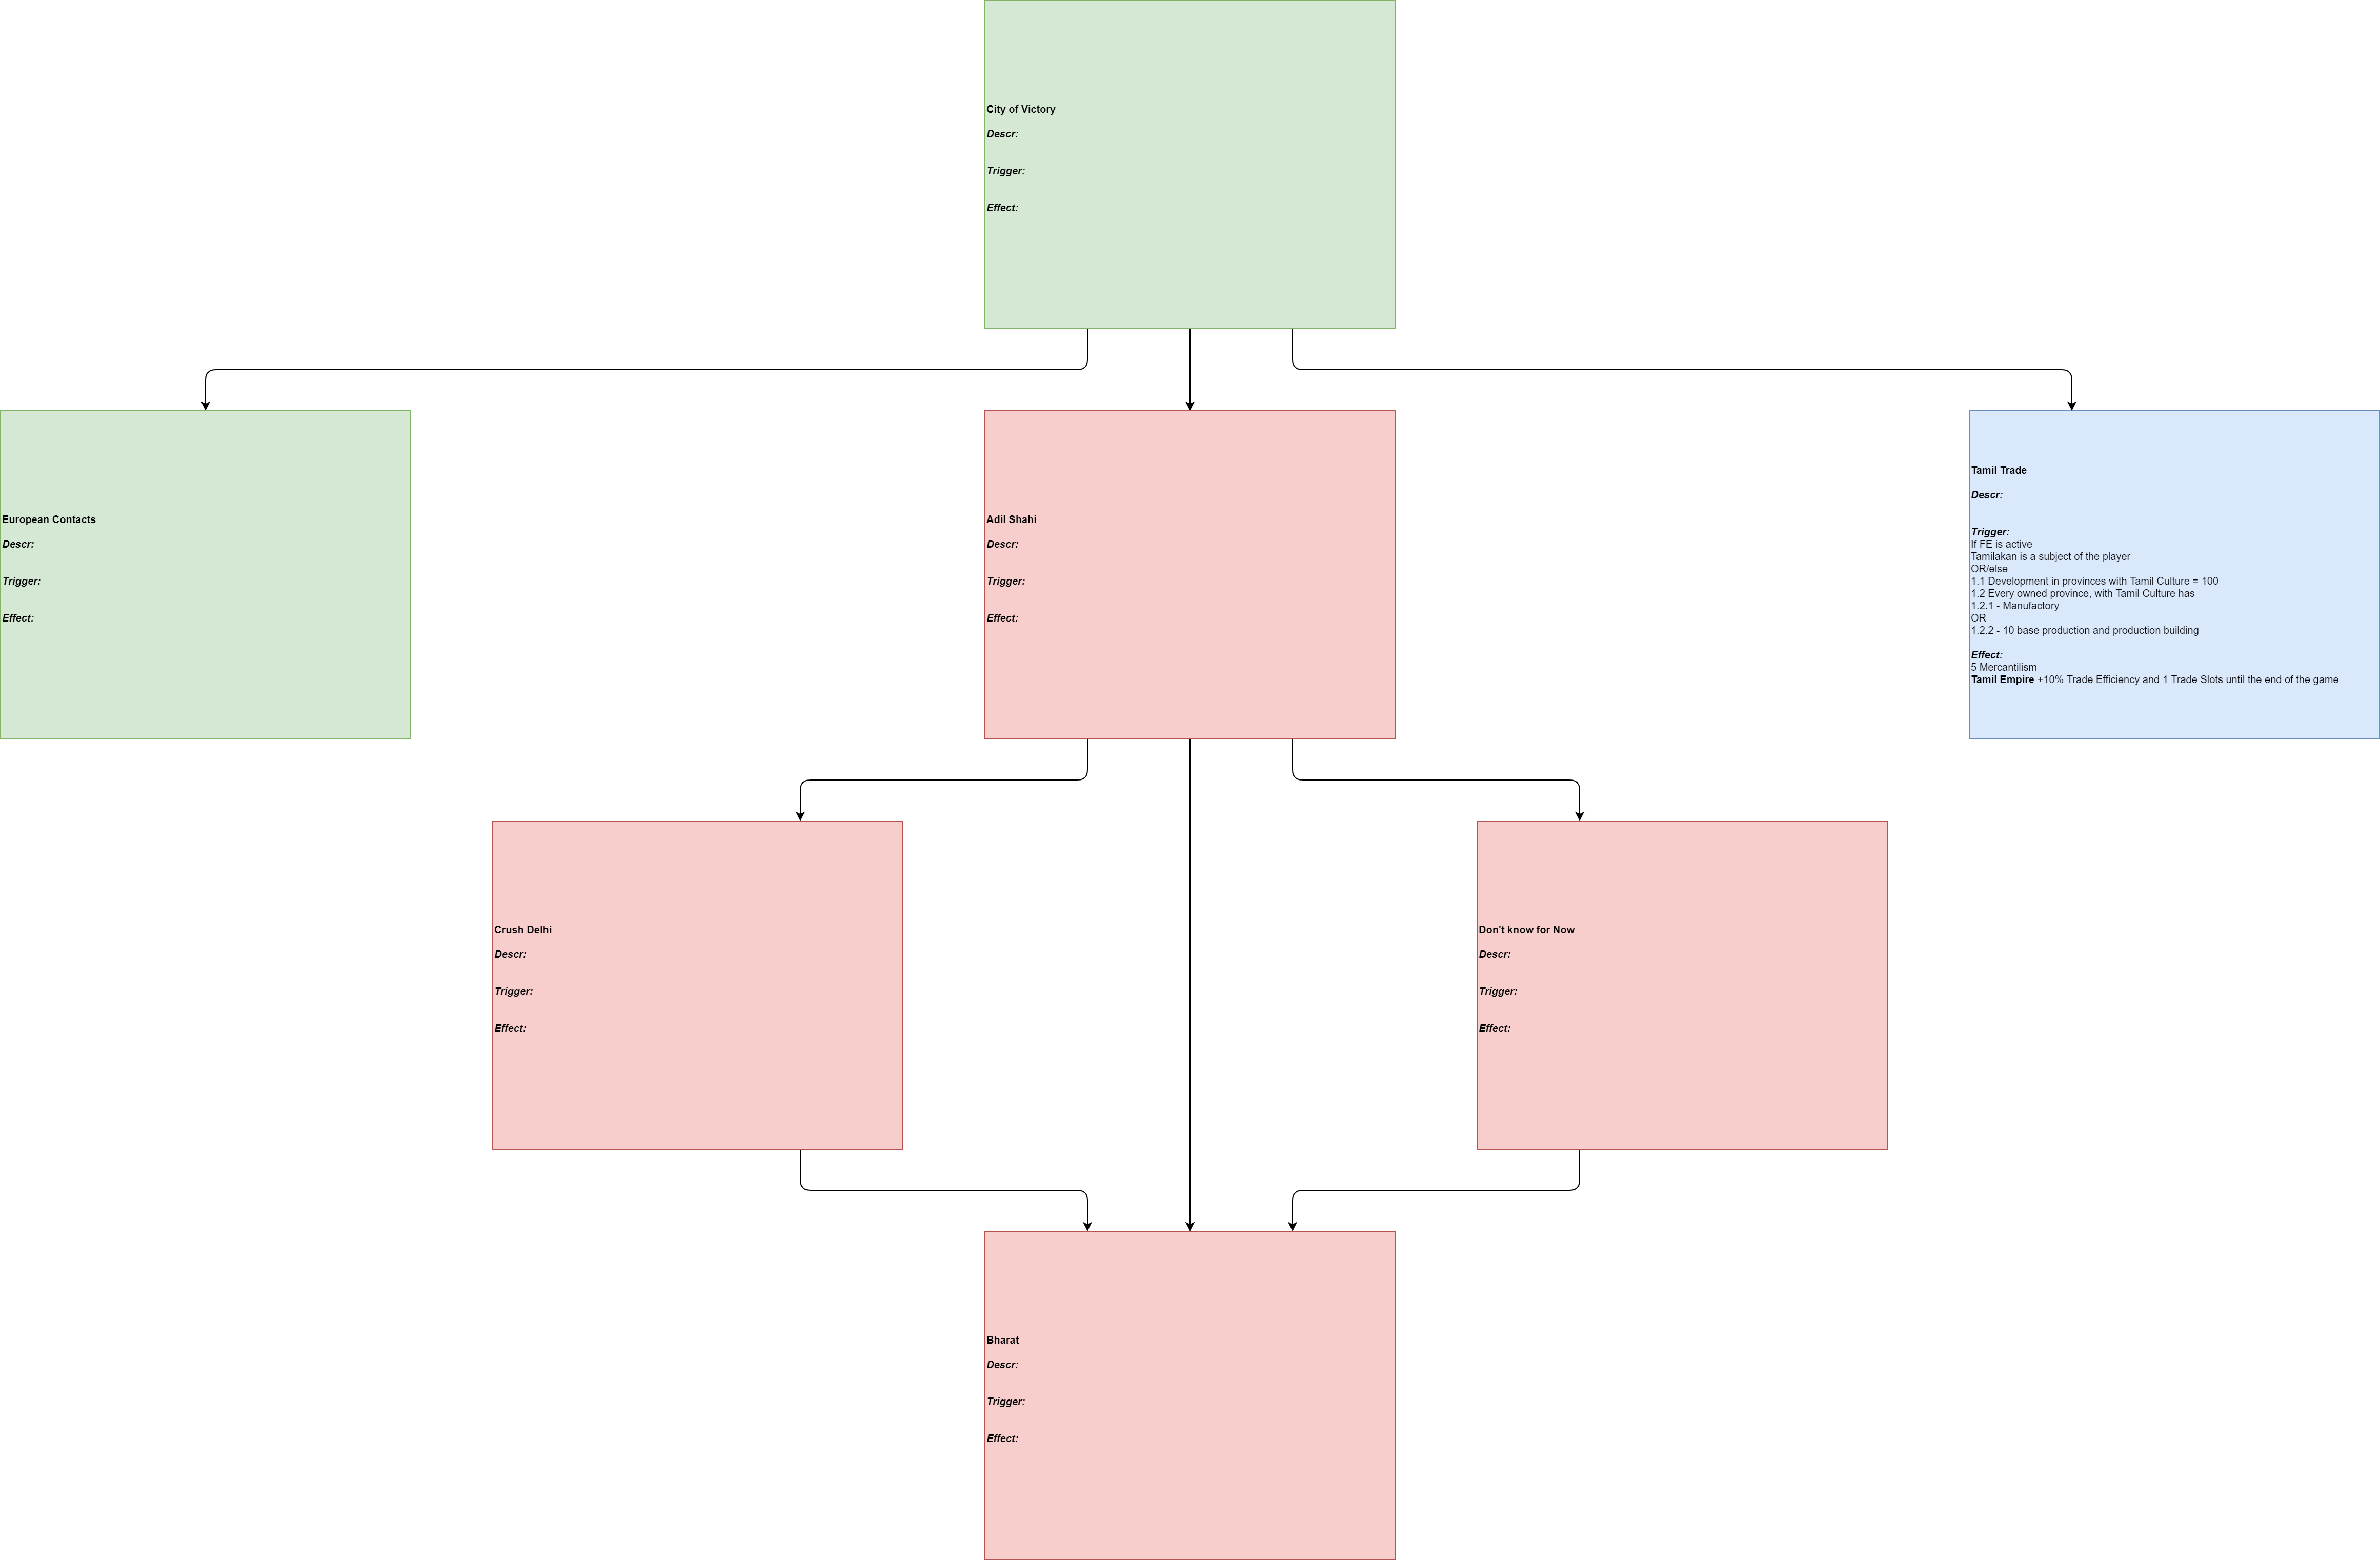 City of Victory
Descr:
Trigger:
Effect:
European Contacts
Descr:
Trigger:
Effect:
Adil Shahi
Descr:
Trigger:
Effect:
Tamil Trade
Descr:
Trigger:
If FE is active
Tamilakan is a subject of the player
OR/else
1.1 Development in provinces with Tamil Culture = 100
1.2 Every owned province, with Tamil Culture has
1.2.1 - Manufactory
OR
1.2.2 - 10 base production and production building
Effect:
5 Mercantilism
Tamil Empire +10% Trade Efficiency and 1 Trade Slots until the end of the game
Crush Delhi
Descr:
Trigger:
Effect:
Don't know for Now
Descr:
Trigger:
Effect:
Bharat
Descr:
Trigger:
Effect: